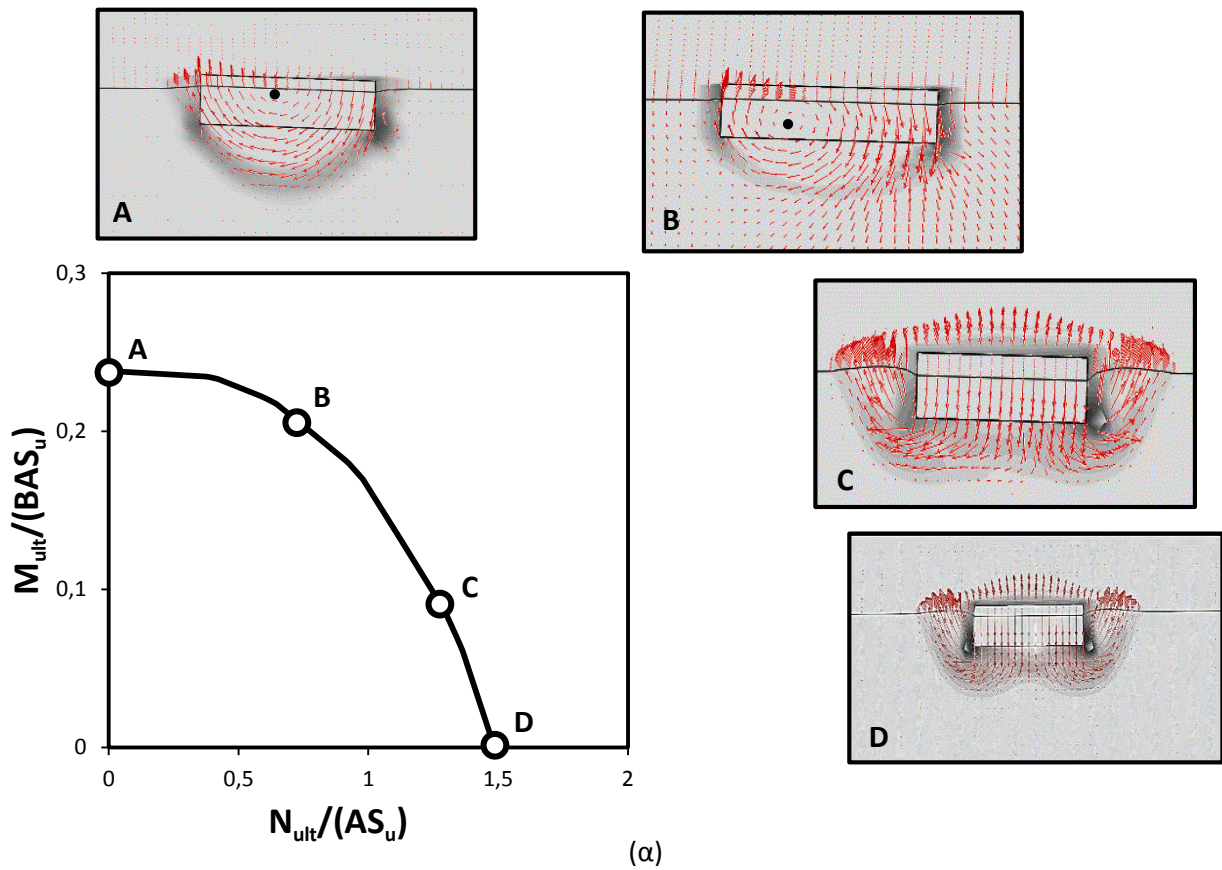 A
B
0,3
A
B
0,2
C
M_ult/(BAS_u)
C
0,1
D
D
0
0
0,5
1
1,5
2
N_ult/(AS_u)
(α)